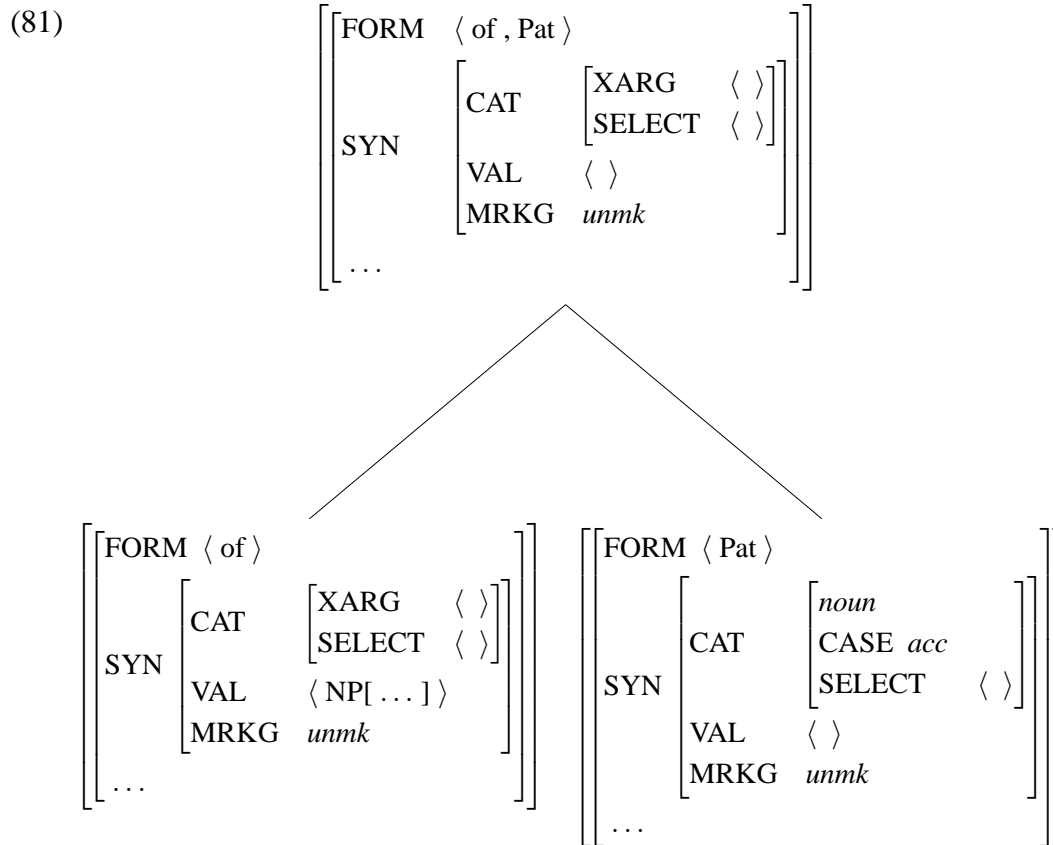 (81)
FORM ⟨ of , Pat ⟩
SYN
CAT
XARG ⟨ ⟩
SELECT ⟨ ⟩
VAL ⟨ ⟩
MRKG unmk
. . .
FORM ⟨ of ⟩
SYN
CAT
XARG ⟨ ⟩
SELECT ⟨ ⟩
VAL ⟨ NP[ . . . ] ⟩
MRKG unmk
. . .
FORM ⟨ Pat ⟩
SYN
CAT
noun
CASE acc
SELECT ⟨ ⟩
VAL ⟨ ⟩
MRKG unmk
. . .